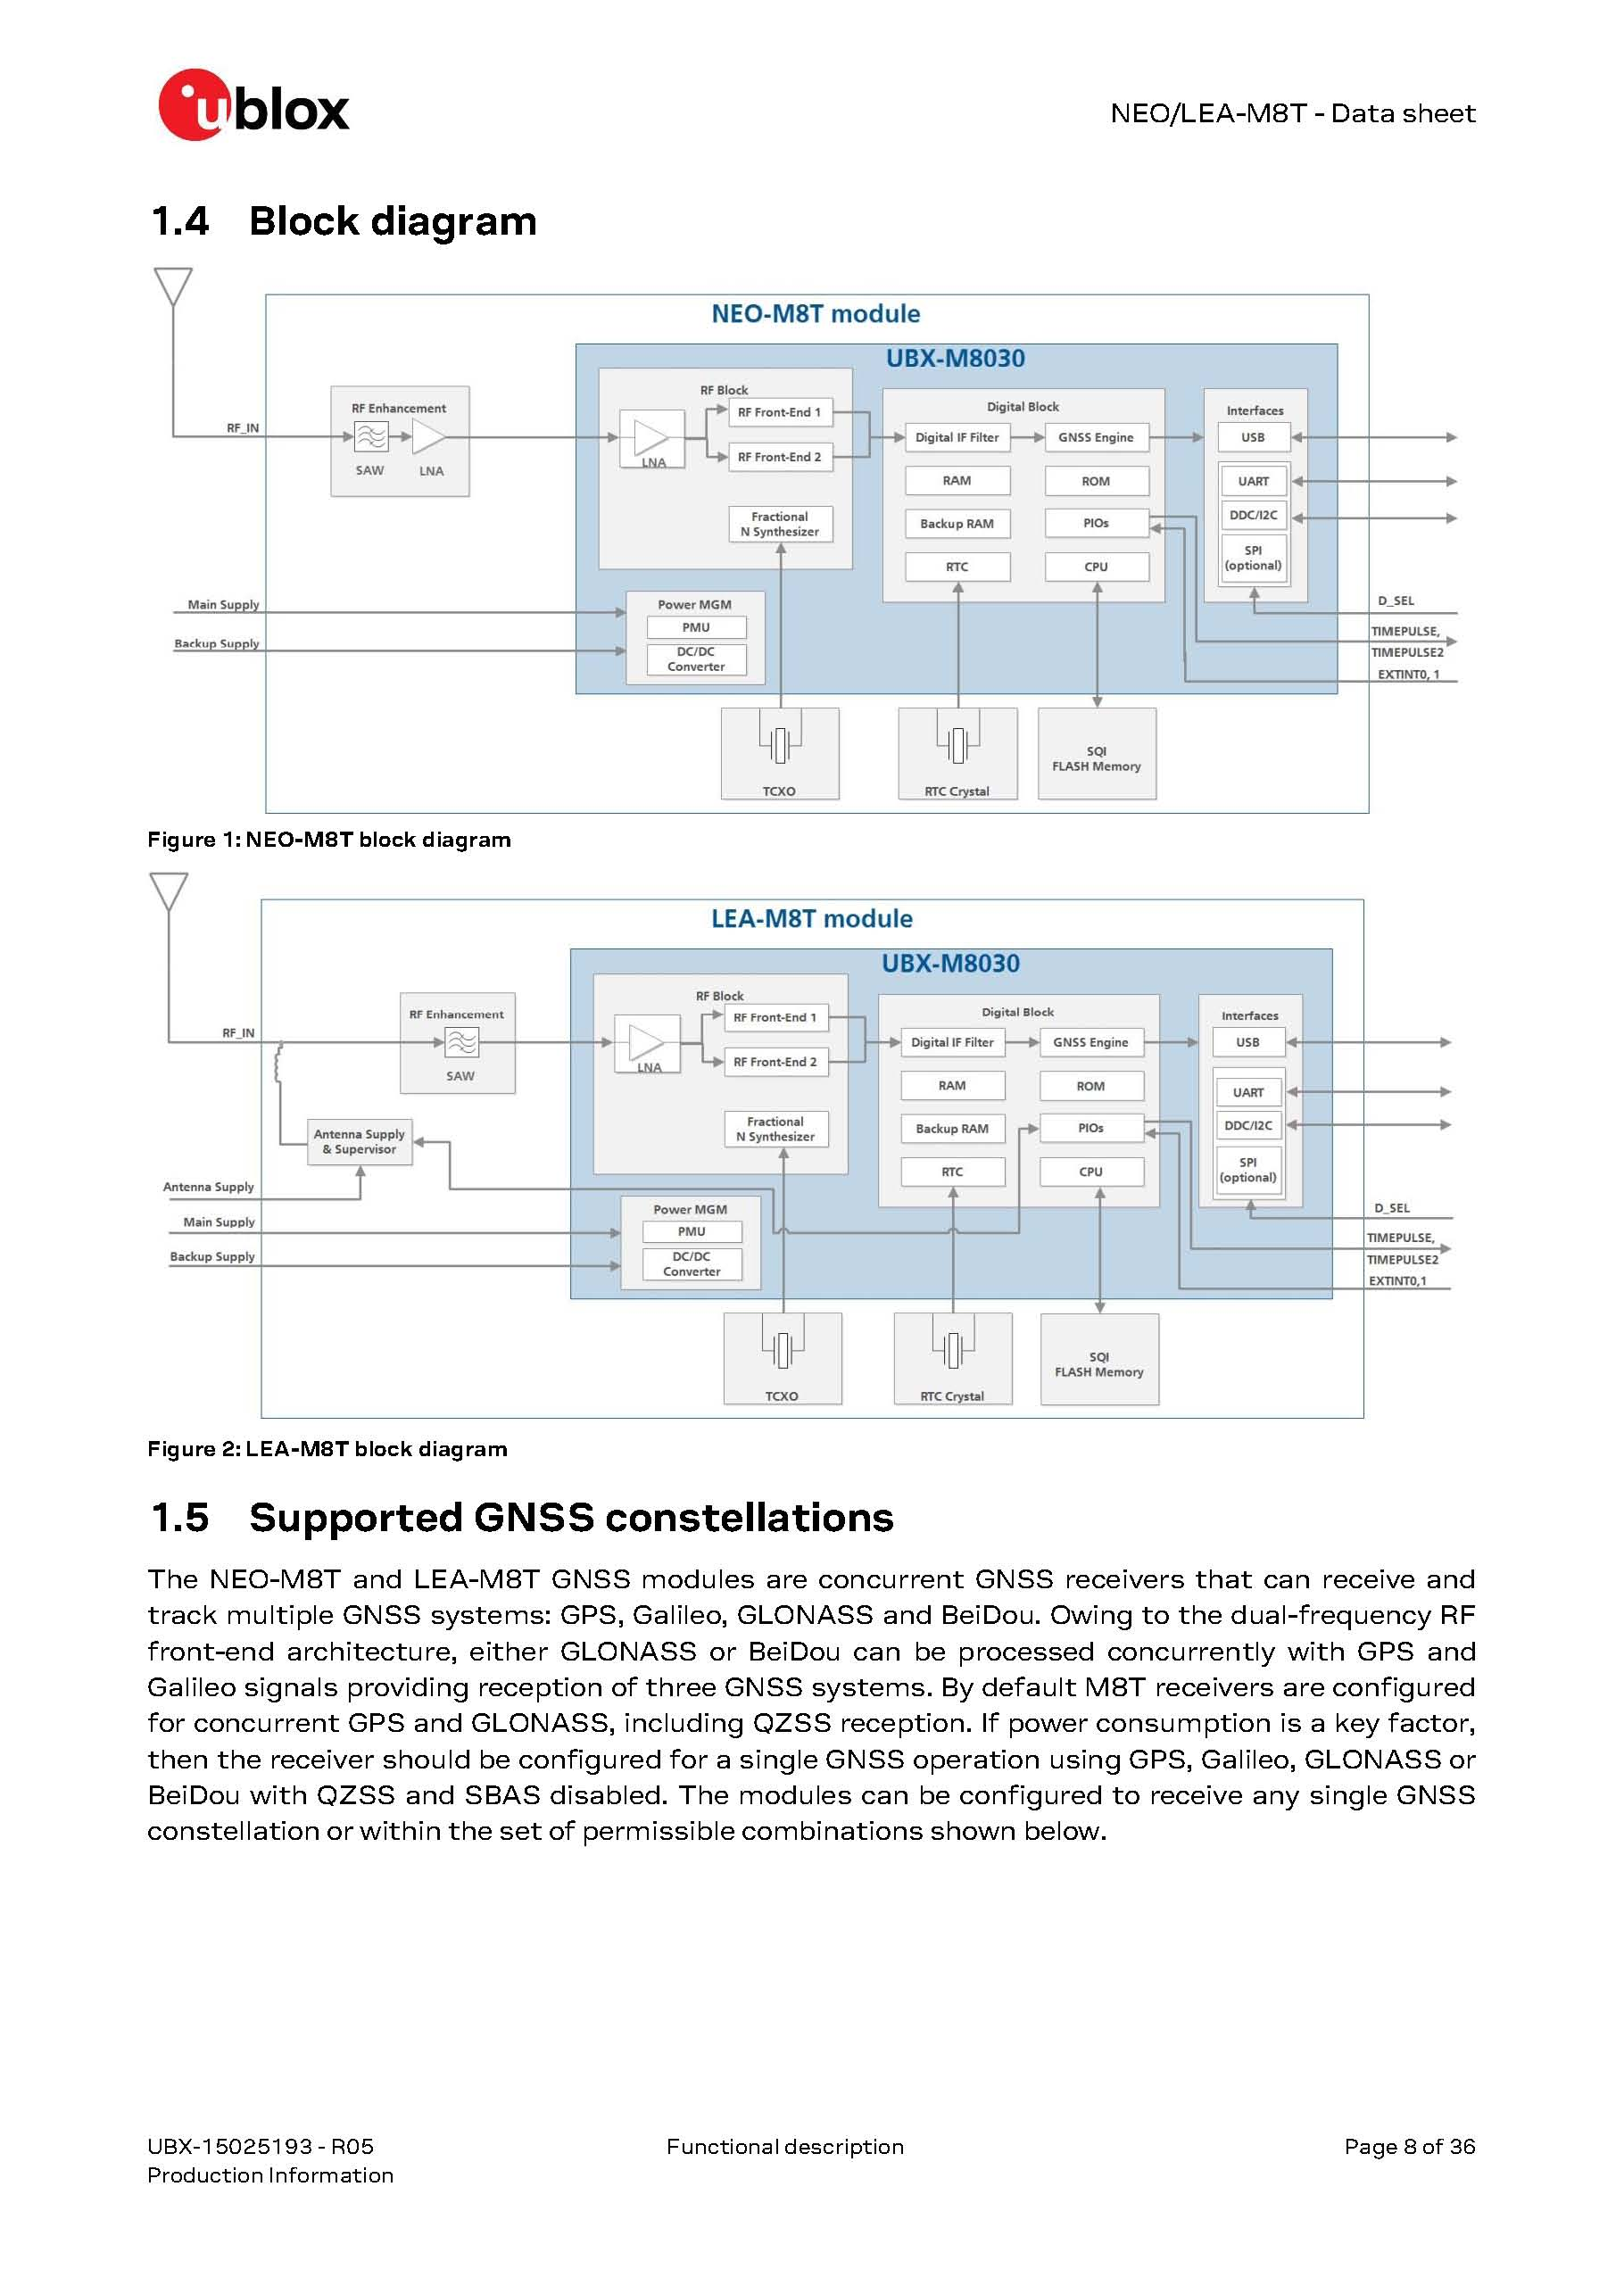 ublox
NEO/LEA-M8T - Data sheet
1.4 Block diagram
NEO-M8T module
UBX-M8030
RF Block
RF Enhancement
SAW
LNA
RF_IN
LNA
RF Front-End 1
RF Front-End 2
Fractional
N Synthesizer
Digital Block
Digital IF Filter
GNSS Engine
RAM
ROM
Backup RAM
PIOs
RTC
CPU
Interfaces
USB
UART
DDC/I2C
SPI
(optional)
Main Supply
Backup Supply
Power MGM
PMU
DC/DC
Converter
D_SEL
TIMEPULSE,
TIMEPULSE2
EXTINT0, 1
TCXO
RTC Crystal
SQI
FLASH Memory
Figure 1: NEO-M8T block diagram
LEA-M8T module
UBX-M8030
RF Block
RF Enhancement
SAW
RF_IN
LNA
RF Front-End 1
RF Front-End 2
Fractional
N Synthesizer
Digital Block
Digital IF Filter
GNSS Engine
RAM
ROM
Backup RAM
PIOs
RTC
CPU
Interfaces
USB
UART
DDC/I2C
SPI
(optional)
Antenna Supply
& Supervisor
Antenna Supply
Main Supply
Backup Supply
Power MGM
PMU
DC/DC
Converter
D_SEL
TIMEPULSE,
TIMEPULSE2
EXTINT0,1
TCXO
RTC Crystal
SQI
FLASH Memory
Figure 2: LEA-M8T block diagram
1.5 Supported GNSS constellations
The NEO-M8T and LEA-M8T GNSS modules are concurrent GNSS receivers that can receive and
track multiple GNSS systems: GPS, Galileo, GLONASS and BeiDou. Owing to the dual-frequency RF
front-end architecture, either GLONASS or BeiDou can be processed concurrently with GPS and
Galileo signals providing reception of three GNSS systems. By default M8T receivers are configured
for concurrent GPS and GLONASS, including QZSS reception. If power consumption is a key factor,
then the receiver should be configured for a single GNSS operation using GPS, Galileo, GLONASS or
BeiDou with QZSS and SBAS disabled. The modules can be configured to receive any single GNSS
constellation or within the set of permissible combinations shown below.
UBX-15025193 - R05
Functional description
Page 8 of 36
Production Information